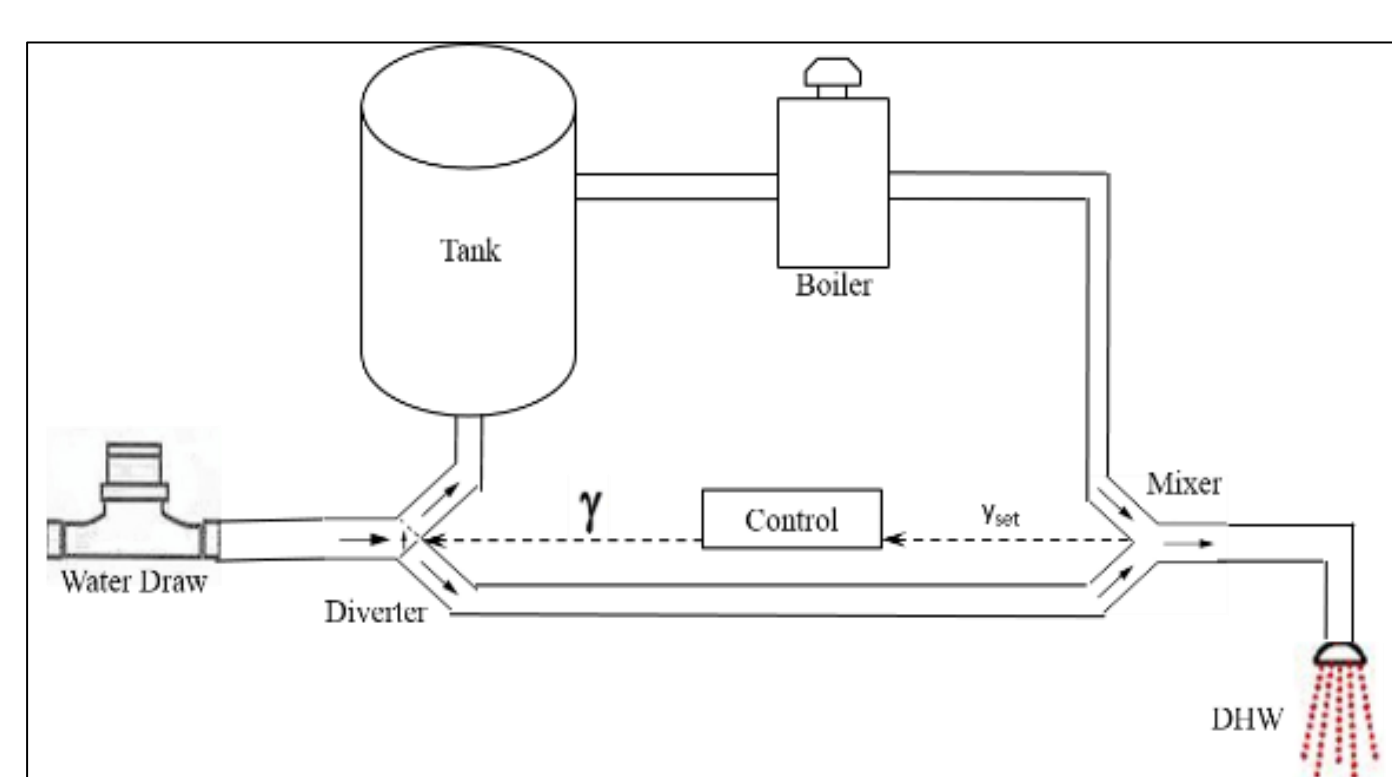 Tank
Boiler
Mixer
γ
Control
γset
Water Draw
Diverter
DHW